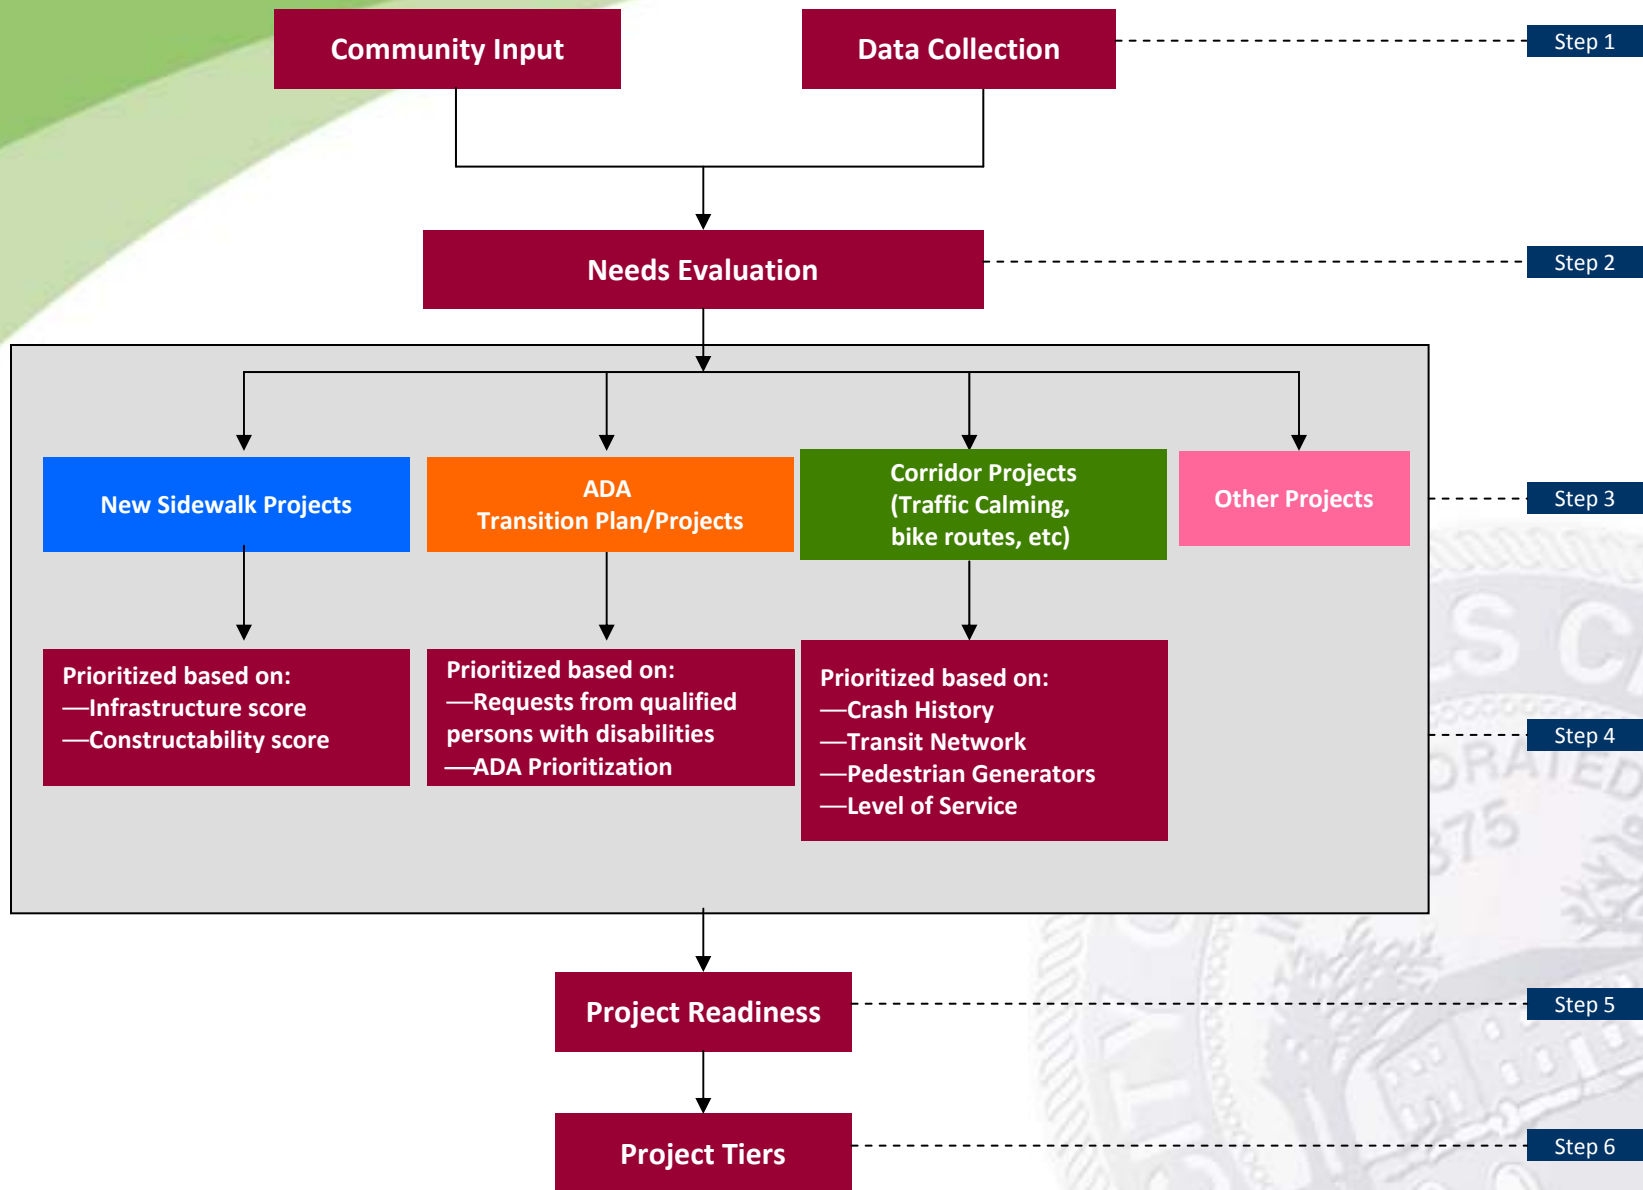 Community Input
Data Collection
Step 1
Needs Evaluation
Step 2
New Sidewalk Projects
ADA
Transition Plan/Projects
Corridor Projects
(Traffic Calming,
bike routes, etc)
Other Projects
Step 3
Prioritized based on:
—Infrastructure score
—Constructability score
Prioritized based on:
—Requests from qualified
persons with disabilities
—ADA Prioritization
Prioritized based on:
—Crash History
—Transit Network
—Pedestrian Generators
—Level of Service
Step 4
Project Readiness
Step 5
Project Tiers
Step 6